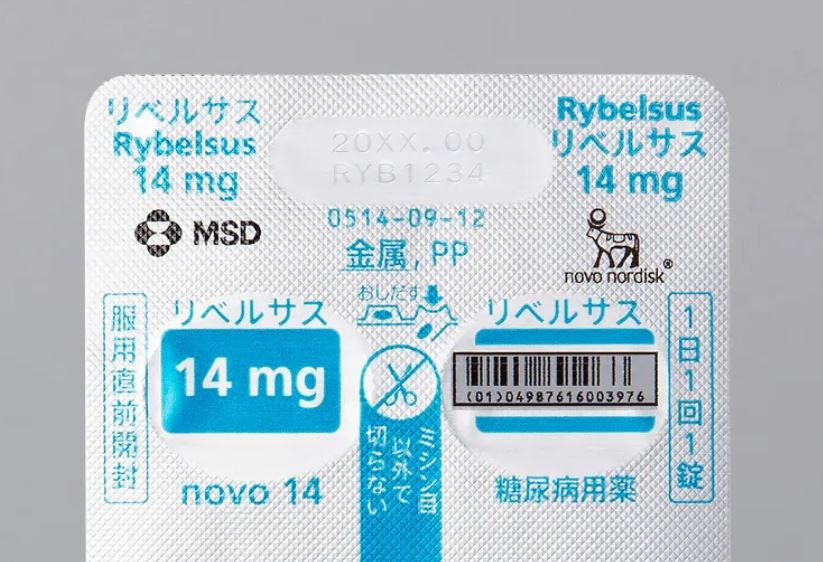 リベルサス
Rybelsus
14 mg
20XX.00
RYB1234
Rybelsus
リベルサス
14 mg
MSD
0514-09-12
金属, PP
novo nordisk®
おしだす
服用直前開封
リベルサス
14 mg
novo 14
ミシン目
以外で
切らない
リベルサス
(01)04987616003976
糖尿病用薬
1日1回1錠